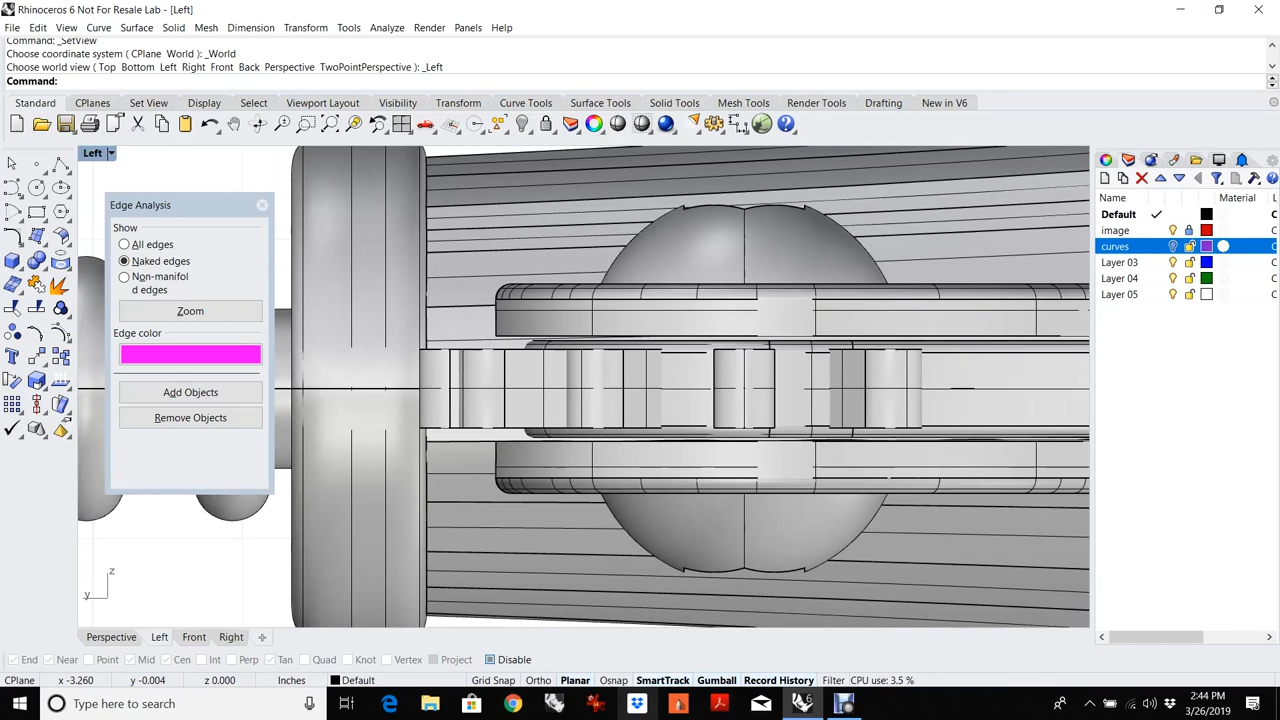 Rhinoceros 6 Not For Resale Lab - [Left]
File Edit View Curve Surface Solid Mesh Dimension Transform Tools Analyze Render Panels Help
Command: _SetView
Choose coordinate system ( CPlane World ): _World
Choose world view ( Top Bottom Left Right Front Back Perspective TwoPointPerspective ): _Left
Command:
Standard CPlanes Set View Display Select Viewport Layout Visibility Transform Curve Tools Surface Tools Solid Tools Mesh Tools Render Tools Drafting New in V6
Left
Edge Analysis
Show
All edges
Naked edges
Non-manifol
d edges
Zoom
Edge color
Add Objects
Remove Objects
z
y
Name Material L
Default
image C
curves C
Layer 03 C
Layer 04 C
Layer 05 C
Perspective Left Front Right
End Near Point Mid Cen Int Perp Tan Quad Knot Vertex Project Disable
CPlane x -3.260 y -0.004 z 0.000 Inches Default Grid Snap Ortho Planar Osnap SmartTrack Gumball Record History Filter CPU use: 3.5 %
Type here to search
2:44 PM
3/26/2019